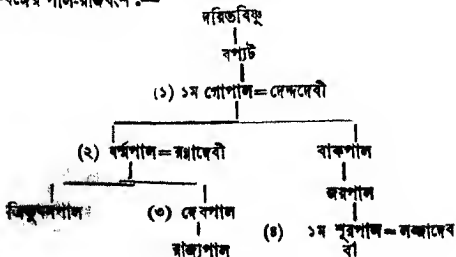 পাল-রাজবংশ :—
দয়িতবিষ্ণু
বপ্যট
(১) ১ম গোপাল=দেদ্দদেবী
(২) ধর্ম্মপাল=রণ্ণাদেবী বাকপাল
জয়পাল
ত্রিভুবনপাল (৩) দেবপাল
(৪) ১ম শূরপাল=লজ্জাদেব
রাজ্যপাল বী